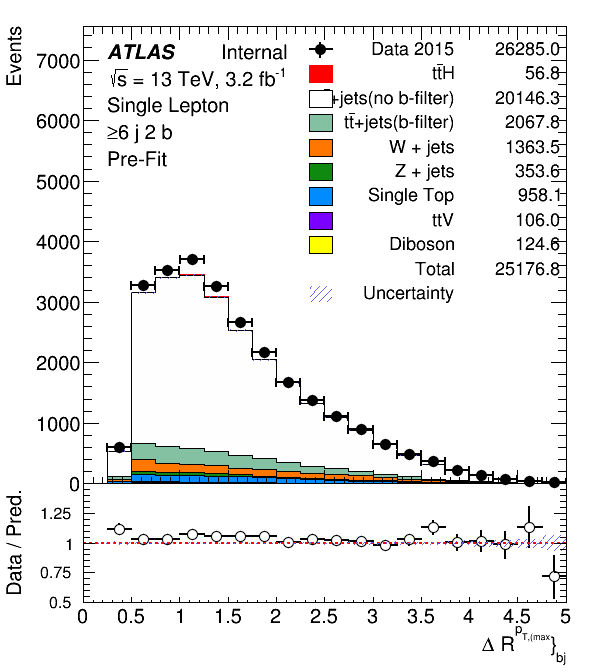 Events
ATLAS Internal
√s = 13 TeV, 3.2 fb⁻¹
Single Lepton
≥6 j 2 b
Pre-Fit
Data 2015 26285.0
tt̄H 56.8
+jets(no b-filter) 20146.3
tt̄+jets(b-filter) 2067.8
W + jets 1363.5
Z + jets 353.6
Single Top 958.1
ttV 106.0
Diboson 124.6
Total 25176.8
Uncertainty
7000
6000
5000
4000
3000
2000
1000
0
Data / Pred.
1.25
1
0.75
0.5
0 0.5 1 1.5 2 2.5 3 3.5 4 4.5 5
Δ R^{p_{T,(max}}}_{bj}